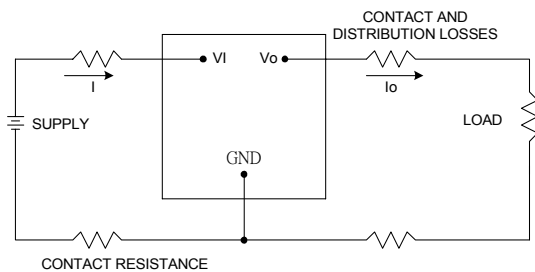 CONTACT AND
DISTRIBUTION LOSSES
VI
Vo
I
Io
SUPPLY
LOAD
GND
CONTACT RESISTANCE